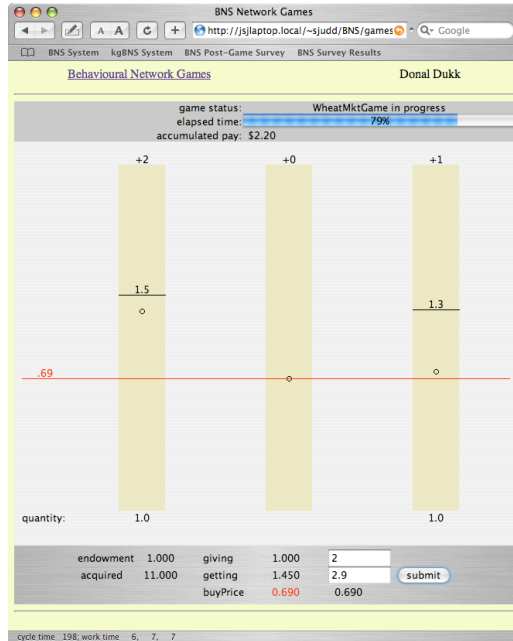 BNS Network Games
A A C + http://jsjlaptop.local/~sjudd/BNS/games Google
BNS System kgBNS System BNS Post-Game Survey BNS Survey Results
Behavioural Network Games Donal Dukk
game status: WheatMktGame in progress
elapsed time: 79%
accumulated pay: $2.20
+2 +0 +1
1.5
1.3
.69
quantity: 1.0 1.0
endowment 1.000 giving 1.000 2
acquired 11.000 getting 1.450 2.9 submit
buyPrice 0.690 0.690
cycle time 198; work time 6, 7, 7